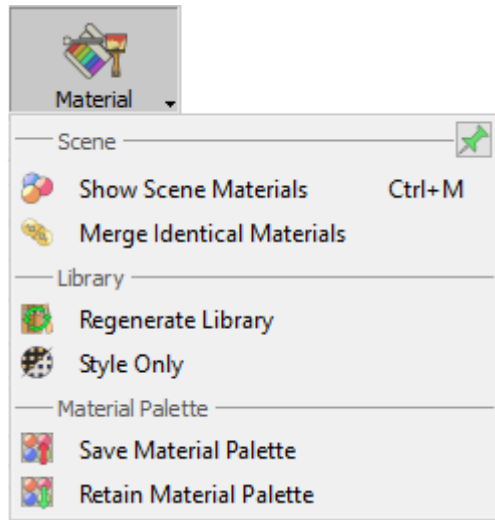 Material
Scene
Show Scene Materials Ctrl+M
Merge Identical Materials
Library
Regenerate Library
Style Only
Material Palette
Save Material Palette
Retain Material Palette